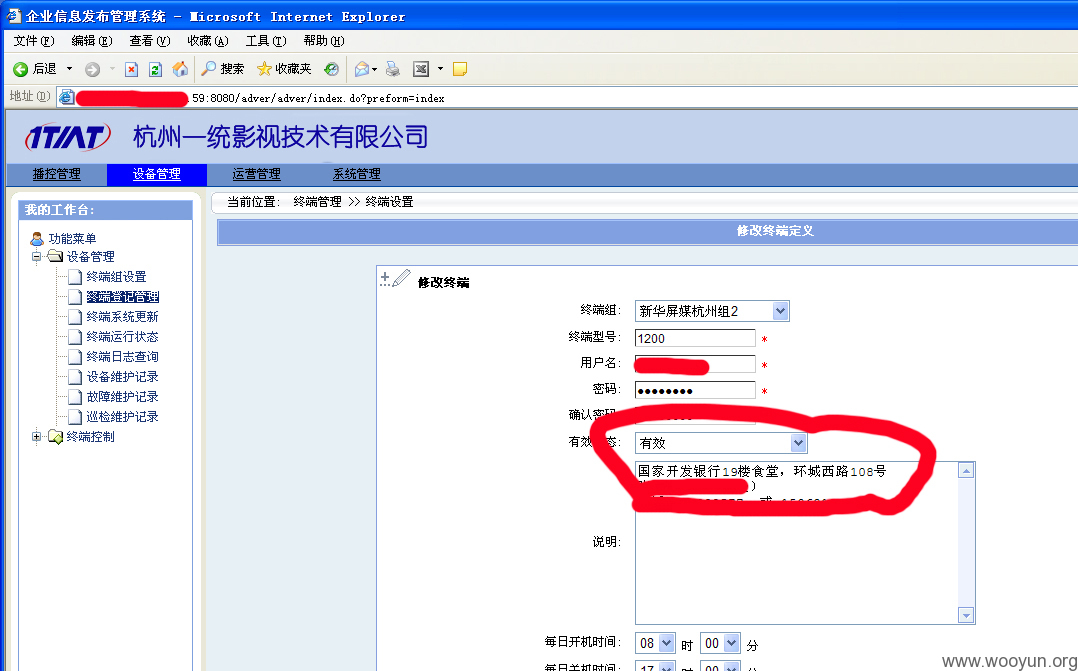 企业信息发布管理系统 - Microsoft Internet Explorer
文件(F) 编辑(E) 查看(V) 收藏(A) 工具(T) 帮助(H)
后退 搜索 收藏夹
地址(D) 59:8080/adver/adver/index.do?preform=index
1TIAT 杭州一统影视技术有限公司
播控管理 设备管理 运营管理 系统管理
我的工作台:
当前位置: 终端管理 >> 终端设置
修改终端定义
功能菜单
设备管理
终端组设置
终端登记管理
终端系统更新
终端运行状态
终端日志查询
设备维护记录
故障维护记录
巡检维护记录
终端控制
修改终端
终端组: 新华屏媒杭州组2
终端型号: 1200 *
用户名: *
密码: ●●●●●●●● *
确认密码
有效 态: 有效
国家开发银行19楼食堂, 环城西路108号
)
或
说明:
每日开机时间: 08 时 00 分
每日关机时间: 17 时 00 分
www.wooyun.org